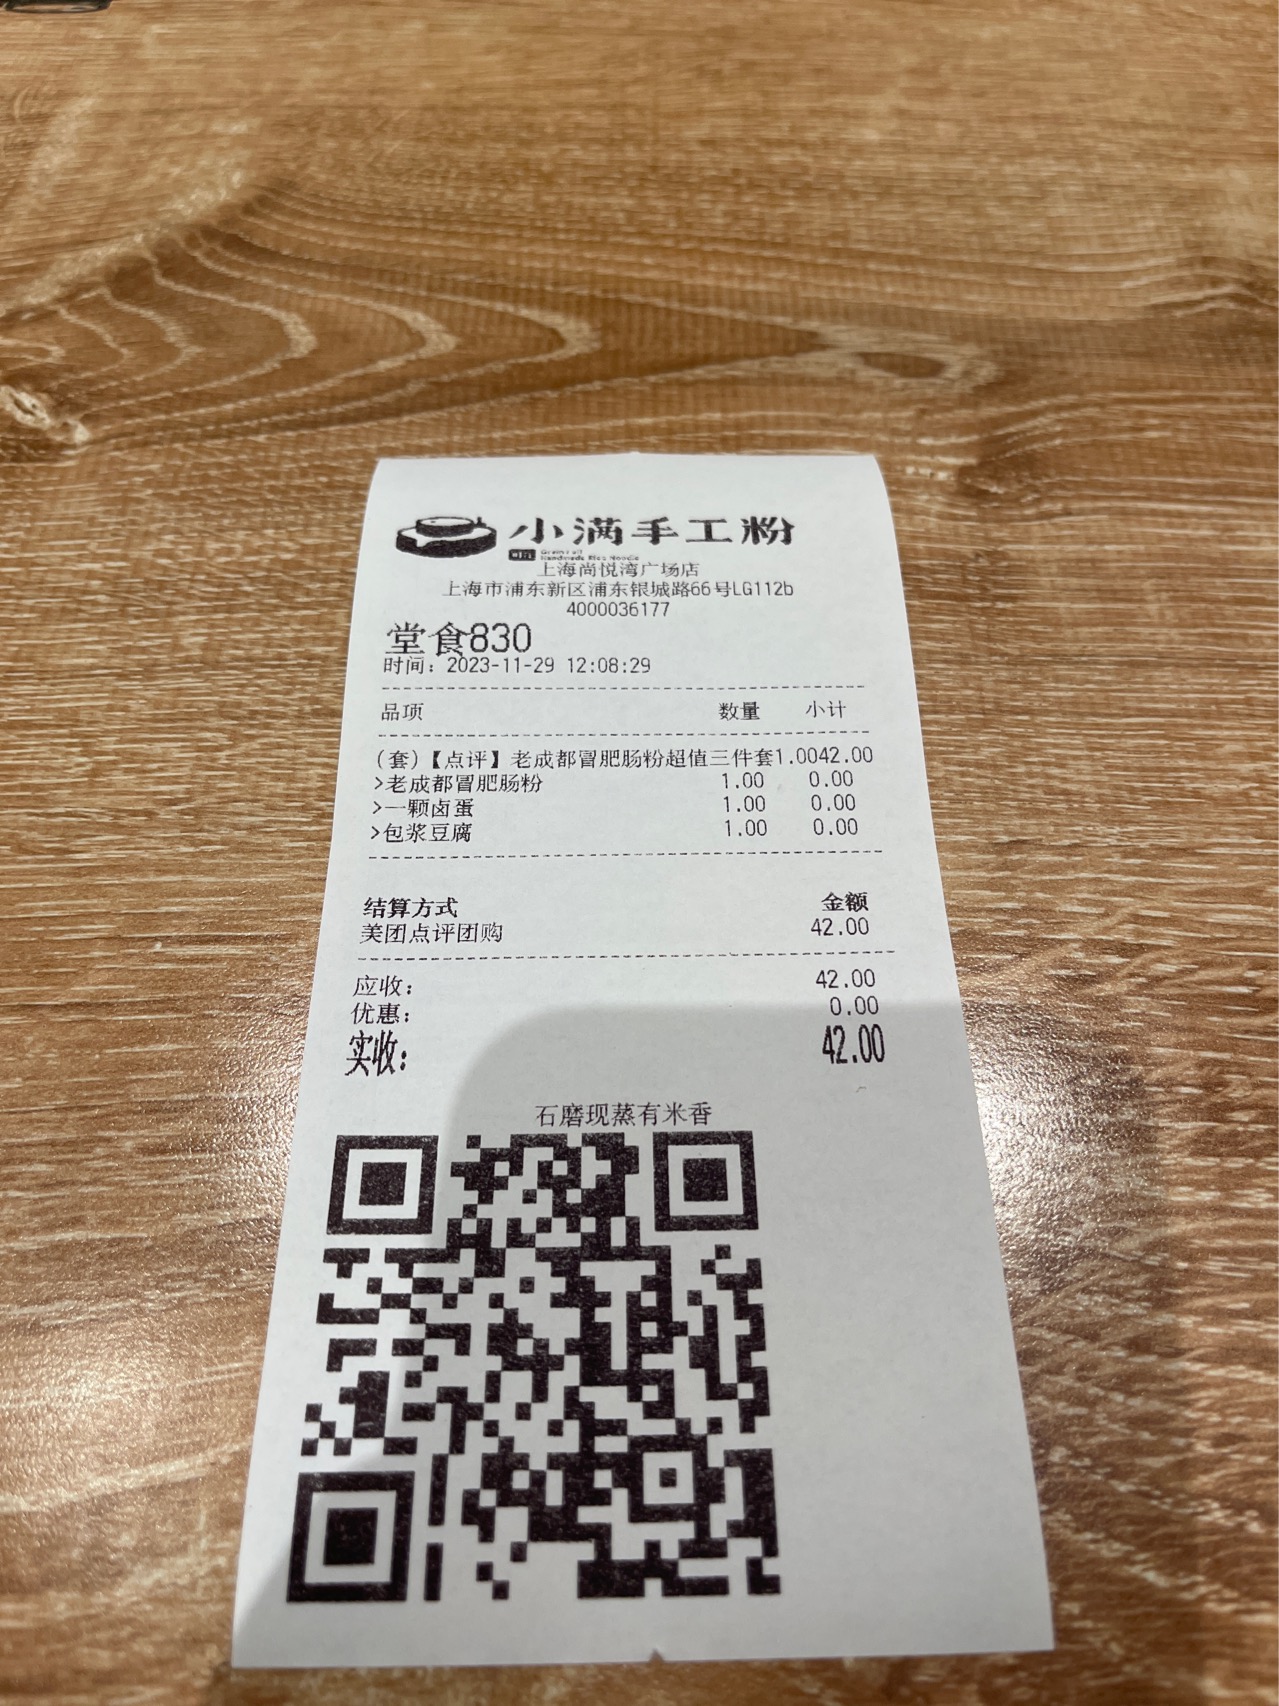 小满手工粉
Handmade Rice Noodle
上海尚悦湾广场店
上海市浦东新区浦东银城路66号LG112b
4000036177
堂食830
时间：2023-11-29 12:08:29
品项 数量 小计
（套）【点评】老成都冒肥肠粉超值三件套1.0042.00
>老成都冒肥肠粉 1.00 0.00
>一颗卤蛋 1.00 0.00
>包浆豆腐 1.00 0.00
结算方式 金额
美团点评团购 42.00
应收： 42.00
优惠： 0.00
实收： 42.00
石磨现蒸有米香